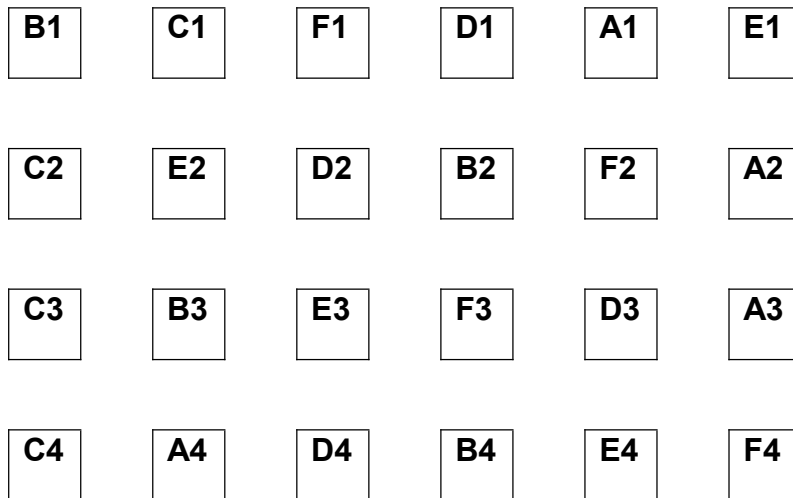 B1 C1 F1 D1 A1 E1
C2 E2 D2 B2 F2 A2
C3 B3 E3 F3 D3 A3
C4 A4 D4 B4 E4 F4